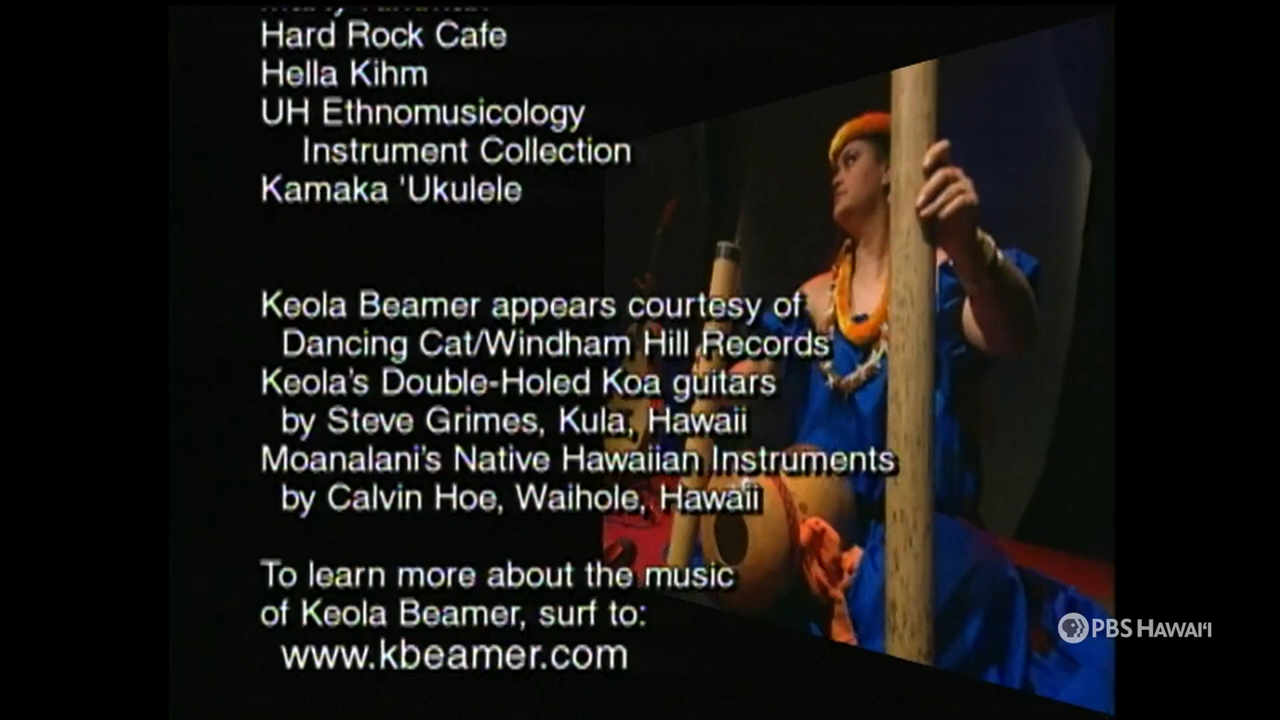 Hard Rock Cafe
Hella Kihm
UH Ethnomusicology
Instrument Collection
Kamaka 'Ukulele
Keola Beamer appears courtesy of
Dancing Cat/Windham Hill Records
Keola's Double-Holed Koa guitars
by Steve Grimes, Kula, Hawaii
Moanalani's Native Hawaiian Instruments
by Calvin Hoe, Waihole, Hawaii
To learn more about the music
of Keola Beamer, surf to:
www.kbeamer.com
PBS HAWAIʻI